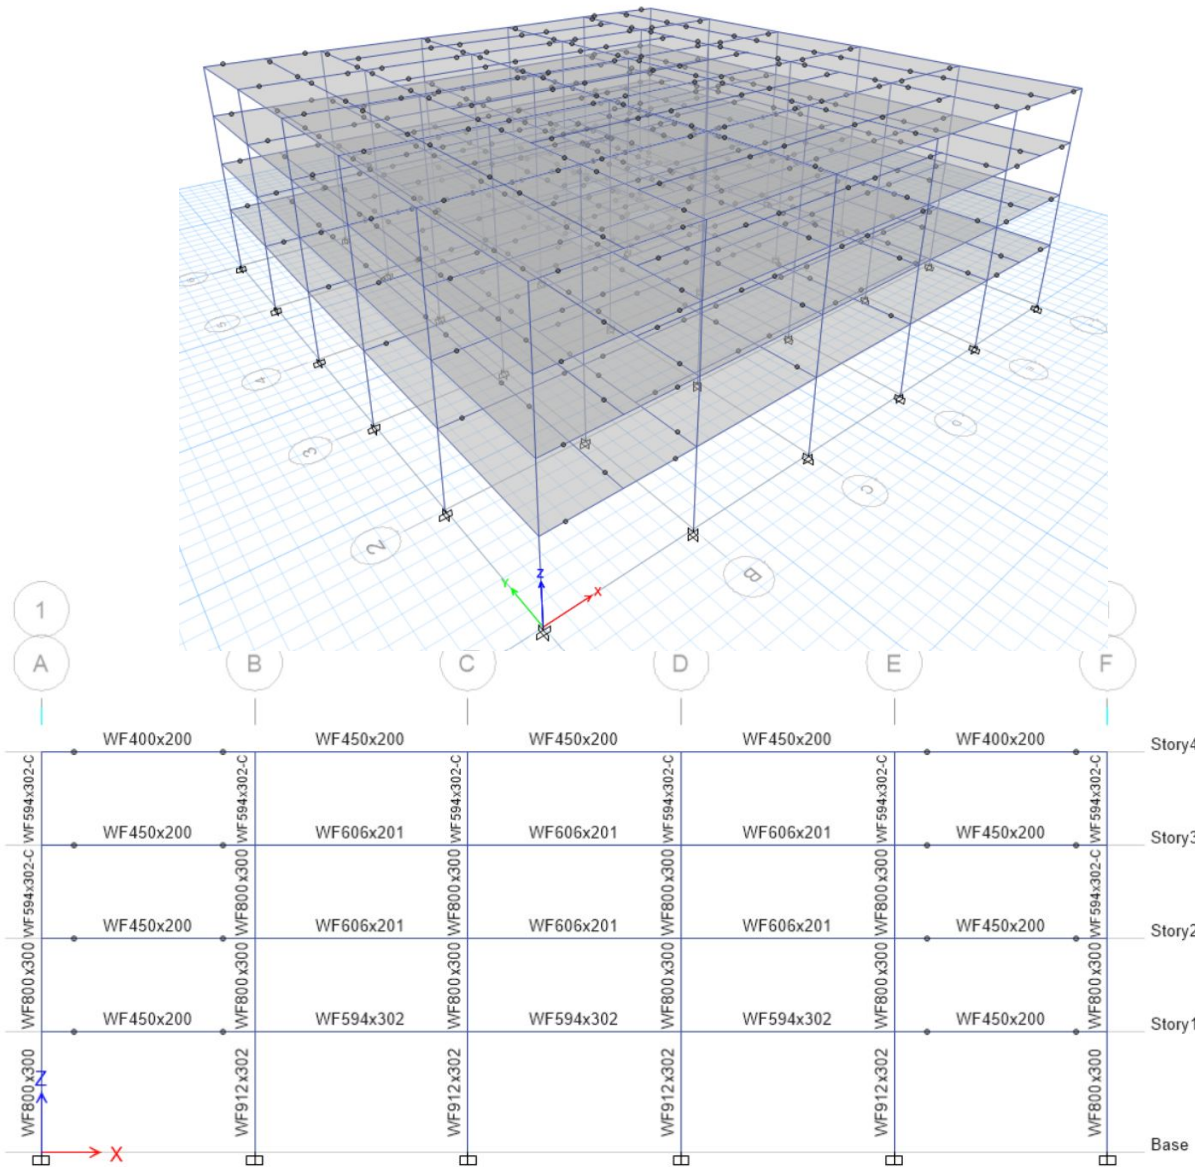 5
4
3
2
B
C
D
Z
Y
X
1
A
B
C
D
E
F
WF400x200
WF450x200
WF450x200
WF450x200
WF400x200
Story4
WF594x302-C
WF594x302-C
WF594x302-C
WF594x302-C
WF594x302-C
WF594x302-C
WF450x200
WF606x201
WF606x201
WF606x201
WF450x200
Story3
WF594x302-C
WF800x300
WF800x300
WF800x300
WF800x300
WF594x302-C
WF450x200
WF606x201
WF606x201
WF606x201
WF450x200
Story2
WF800x300
WF800x300
WF800x300
WF800x300
WF800x300
WF800x300
WF450x200
WF594x302
WF594x302
WF594x302
WF450x200
Story1
WF800x300
WF912x302
WF912x302
WF912x302
WF912x302
WF800x300
Z
X
Base